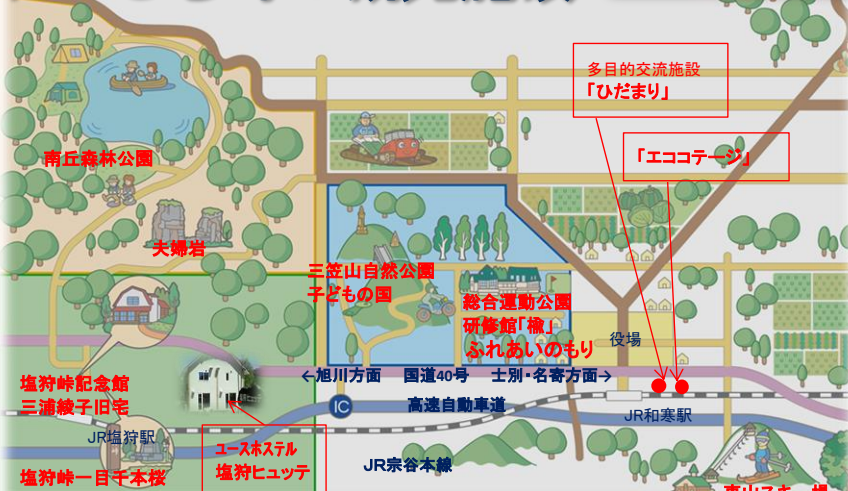 多目的交流施設
「ひだまり」
「エココテージ」
南丘森林公園
夫婦岩
三笠山自然公園
子どもの国
総合運動公園
研修館「楡」
ふれあいのもり
役場
←旭川方面 国道40号 士別・名寄方面→
塩狩峠記念館
三浦綾子旧宅
IC
高速自動車道
JR和寒駅
JR塩狩駅
ユースホステル
塩狩ヒュッテ
JR宗谷本線
塩狩峠一目千本桜